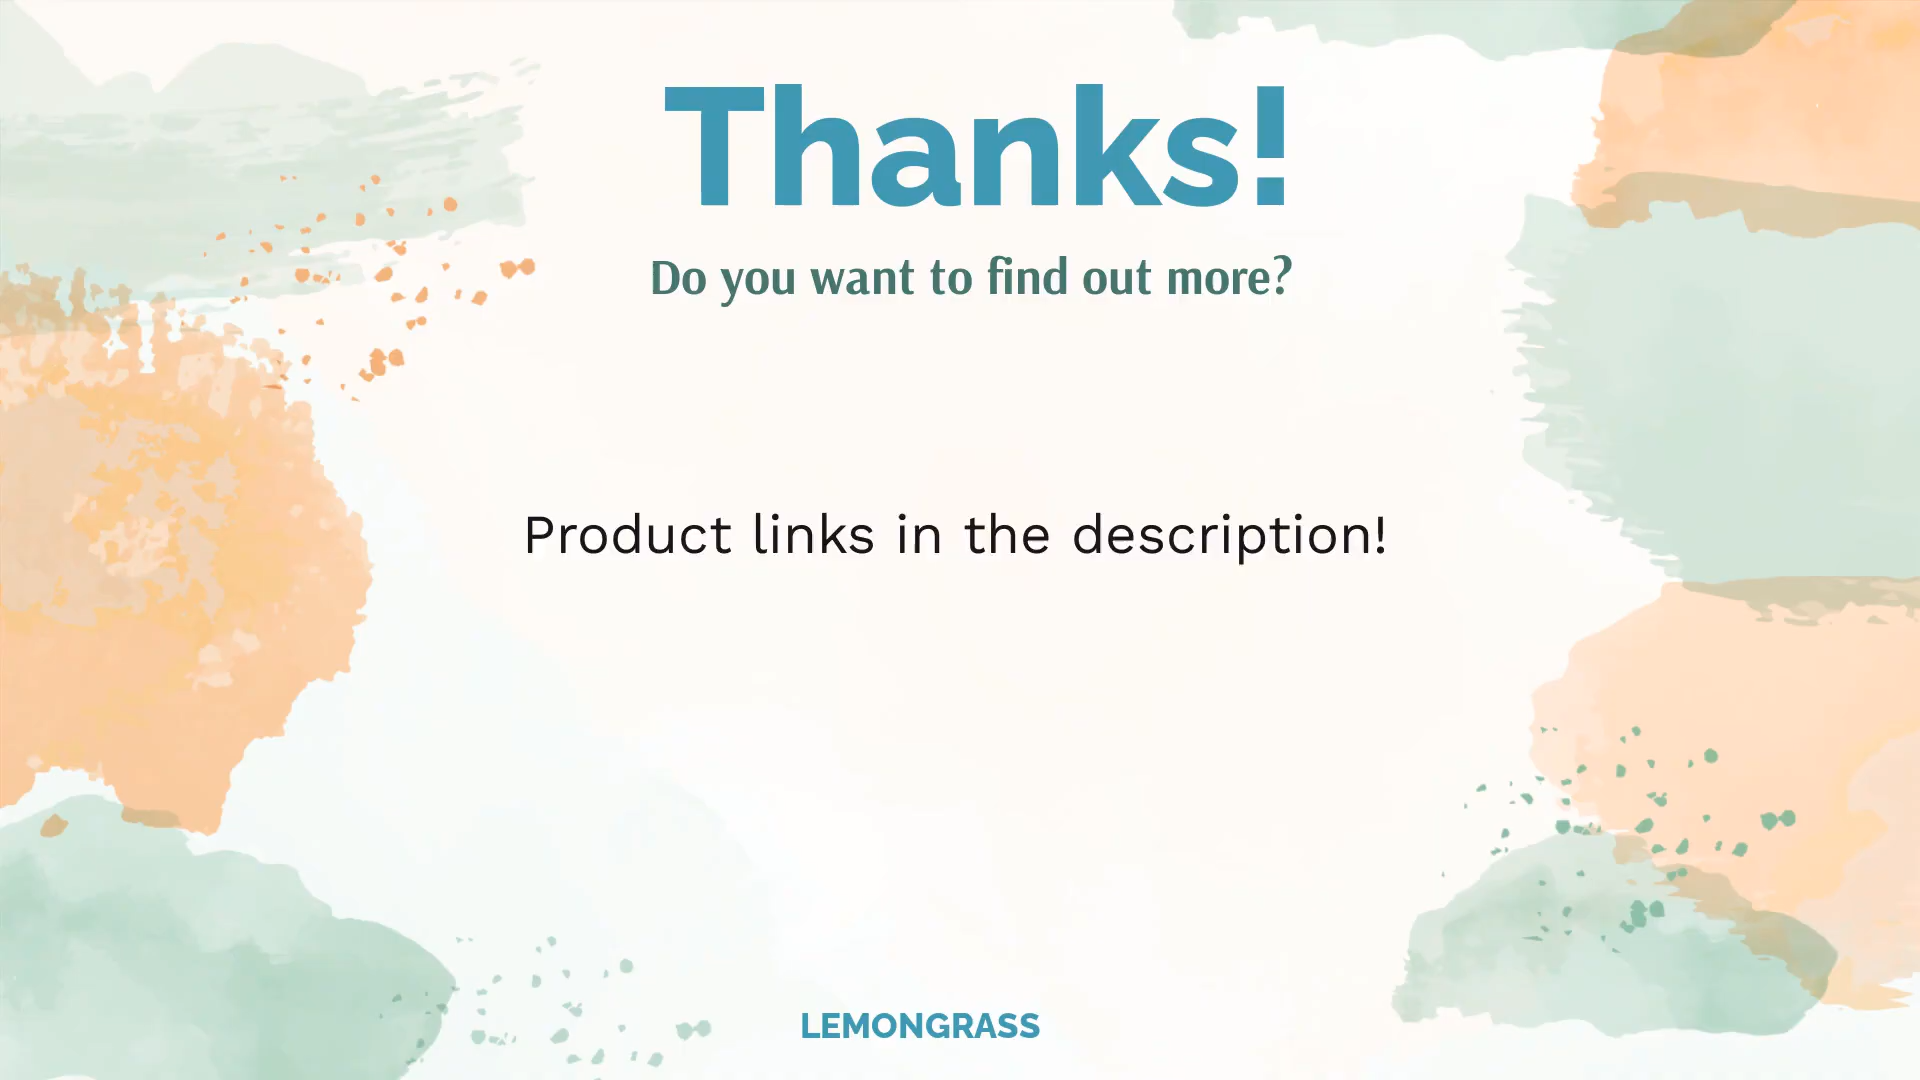 Thanks!
Do you want to find out more?
Product links in the description!
LEMONGRASS